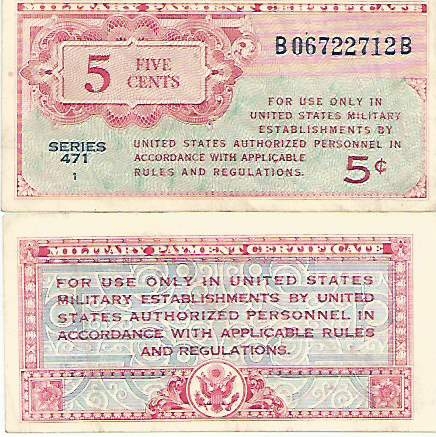 MILITARY PAYMENT CERTIFICATE
B06722712B
5 FIVE
CENTS
FOR USE ONLY IN
UNITED STATES MILITARY
ESTABLISHMENTS BY
UNITED STATES AUTHORIZED PERSONNEL IN
ACCORDANCE WITH APPLICABLE
RULES AND REGULATIONS.
SERIES
471
1
5¢
MILITARY PAYMENT CERTIFICATE
FOR USE ONLY IN UNITED STATES
MILITARY ESTABLISHMENTS BY UNITED
STATES AUTHORIZED PERSONNEL IN
ACCORDANCE WITH APPLICABLE RULES
AND REGULATIONS.